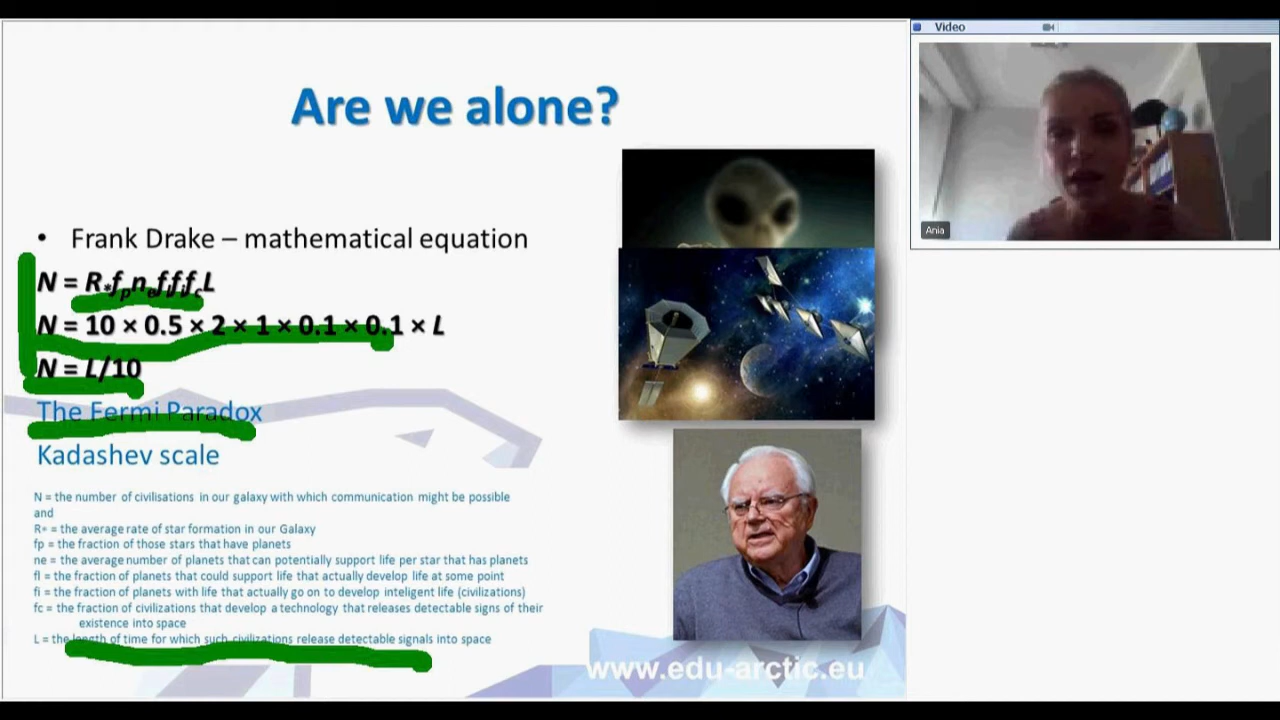 Are we alone?
• Frank Drake – mathematical equation
N = R*fpneflfifcL
N = 10 × 0.5 × 2 × 1 × 0.1 × 0.1 × L
N = L/10
The Fermi Paradox
Kadashev scale
N = the number of civilisations in our galaxy with which communication might be possible
and
R* = the average rate of star formation in our Galaxy
fp = the fraction of those stars that have planets
ne = the average number of planets that can potentially support life per star that has planets
fl = the fraction of planets that could support life that actually develop life at some point
fi = the fraction of planets with life that actually go on to develop inteligent life (civilizations)
fc = the fraction of civilizations that develop a technology that releases detectable signs of their
existence into space
L = the length of time for which such civilizations release detectable signals into space
www.edu-arctic.eu
Video
Ania